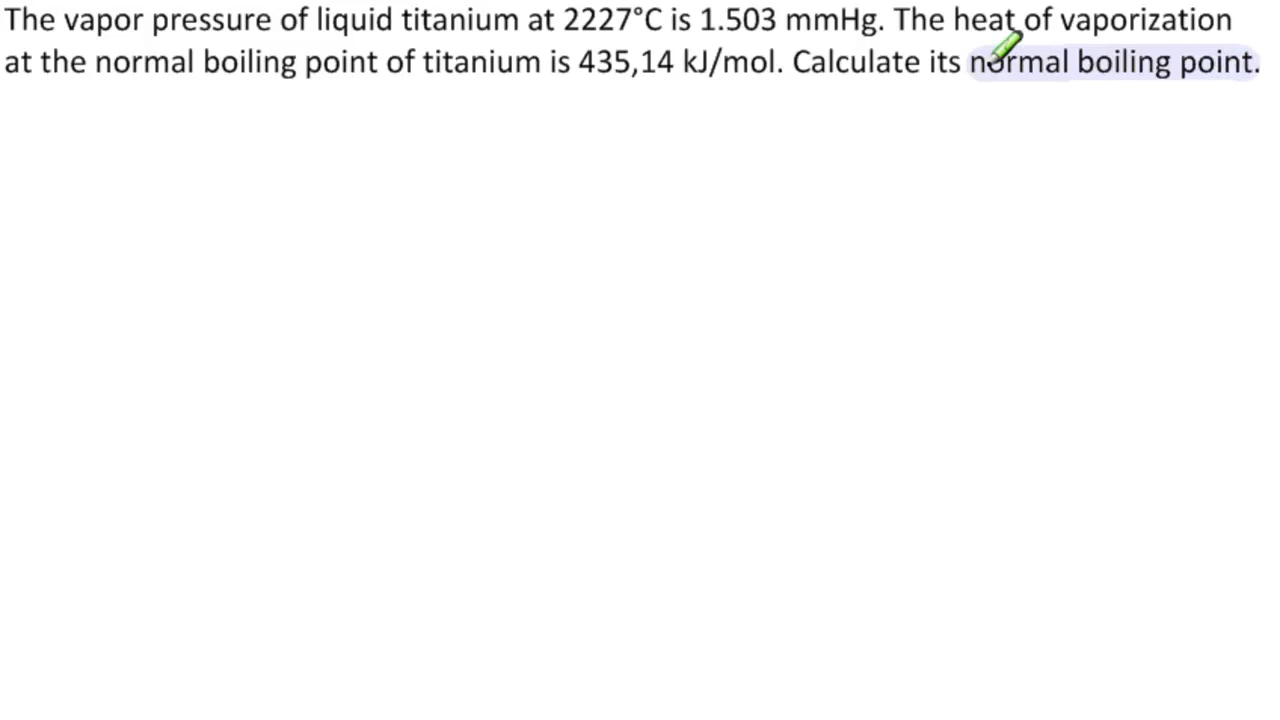 The vapor pressure of liquid titanium at 2227°C is 1.503 mmHg. The heat of vaporization
at the normal boiling point of titanium is 435,14 kJ/mol. Calculate its normal boiling point.